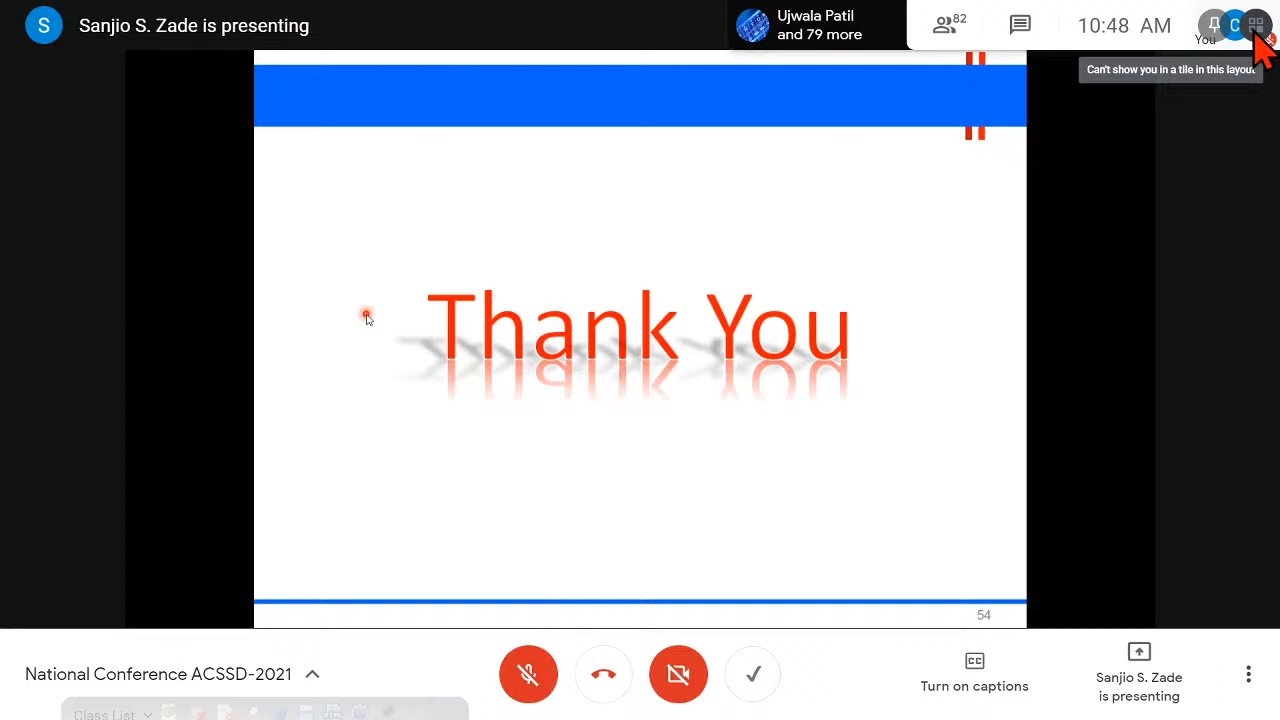 S
Sanjio S. Zade is presenting
Ujwala Patil
and 79 more
82
10:48 AM
C
You
Can't show you in a tile in this layout
Thank You
54
National Conference ACSSD-2021
CC
Turn on captions
Sanjio S. Zade
is presenting
Class List
HTML